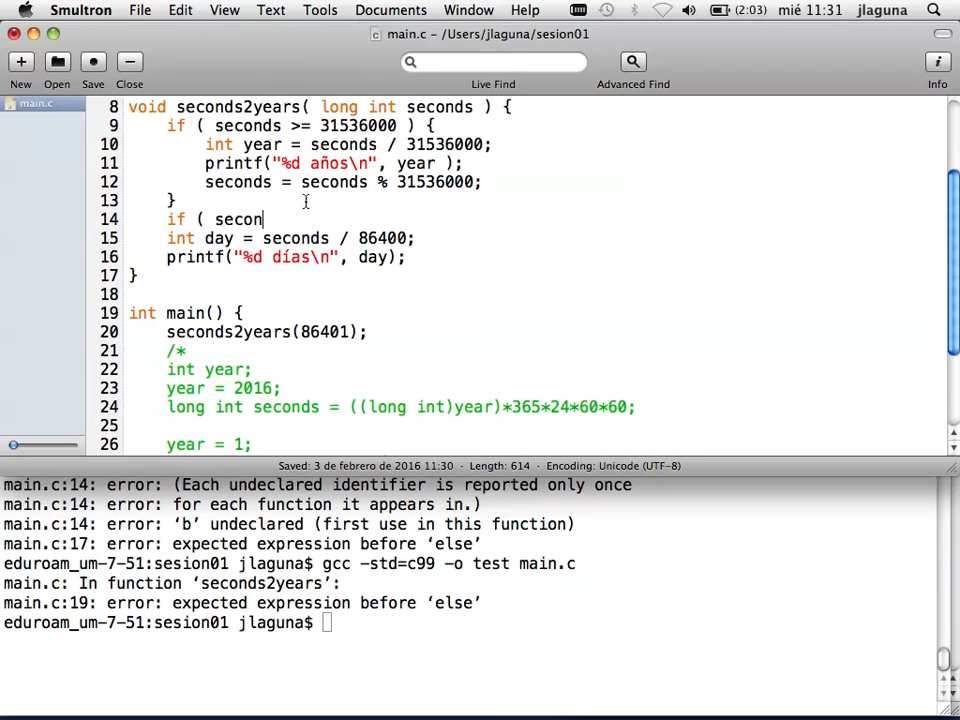 Smultron File Edit View Text Tools Documents Window Help (2:03) mié 11:31 jlaguna
main.c – /Users/jlaguna/sesion01
New Open Save Close Live Find Advanced Find Info
main.c
8 void seconds2years( long int seconds ) {
9 if ( seconds >= 31536000 ) {
10 int year = seconds / 31536000;
11 printf("%d años\n", year );
12 seconds = seconds % 31536000;
13 }
14 if ( secon
15 int day = seconds / 86400;
16 printf("%d días\n", day);
17 }
18
19 int main() {
20 seconds2years(86401);
21 /*
22 int year;
23 year = 2016;
24 long int seconds = ((long int)year)*365*24*60*60;
25
26 year = 1;
Saved: 3 de febrero de 2016 11:30 • Length: 614 • Encoding: Unicode (UTF-8)
main.c:14: error: (Each undeclared identifier is reported only once
main.c:14: error: for each function it appears in.)
main.c:14: error: ‘b’ undeclared (first use in this function)
main.c:17: error: expected expression before ‘else’
eduroam_um-7-51:sesion01 jlaguna$ gcc -std=c99 -o test main.c
main.c: In function ‘seconds2years’:
main.c:19: error: expected expression before ‘else’
eduroam_um-7-51:sesion01 jlaguna$